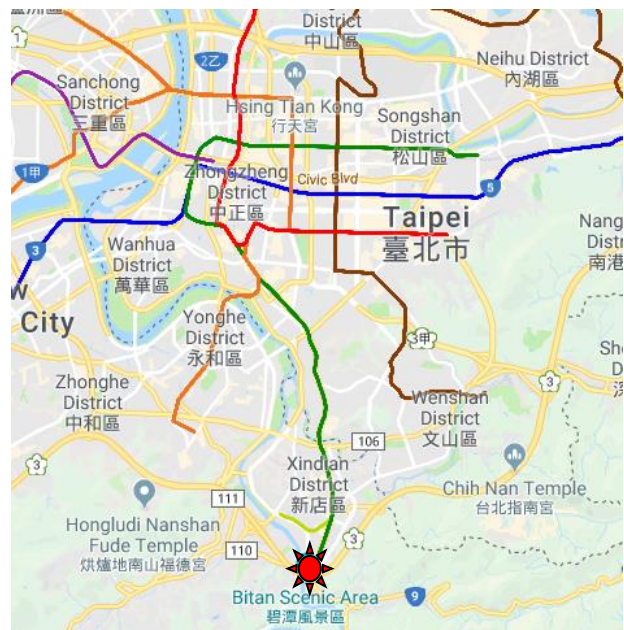 District
中山區
2乙
Neihu District
內湖區
Sanchong
District
三重區
Hsing Tian Kong
行天宮
Songshan
District
松山區
1甲
Zhongzheng
District
中正區
Civic Blvd
5
Taipei
臺北市
Nang
Distr
南港
3
Wanhua
District
萬華區
w
City
Yonghe
District
永和區
3甲
Sh
D
深
3
Zhonghe
District
中和區
Wenshan
District
文山區
106
3
Xindian
District
新店區
111
Chih Nan Temple
台北指南宮
Hongludi Nanshan
Fude Temple
烘爐地南山福德宮
110
3
Bitan Scenic Area
碧潭風景區
9